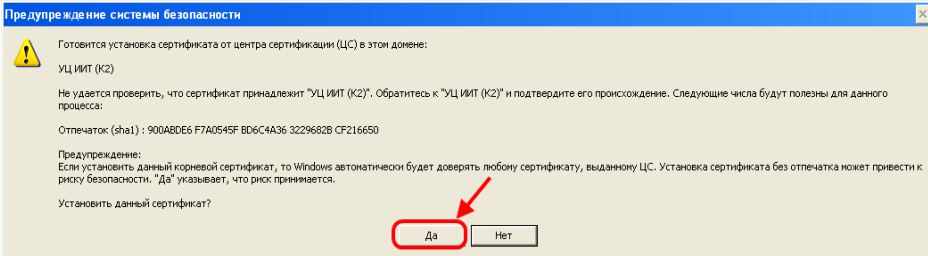 Предупреждение системы безопасности
Готовится установка сертификата от центра сертификации (ЦС) в этом домене:
УЦ ИИТ (К2)
Не удается проверить, что сертификат принадлежит "УЦ ИИТ (К2)". Обратитесь к "УЦ ИИТ (К2)" и подтвердите его происхождение. Следующие числа будут полезны для данного
процесса:
Отпечаток (sha1) : 900ABDE6 F7A0545F BD6C4A36 3229682B CF216650
Предупреждение:
Если установить данный корневой сертификат, то Windows автоматически будет доверять любому сертификату, выданному ЦС. Установка сертификата без отпечатка может привести к
риску безопасности. "Да" указывает, что риск принимается.
Установить данный сертификат?
Да
Нет